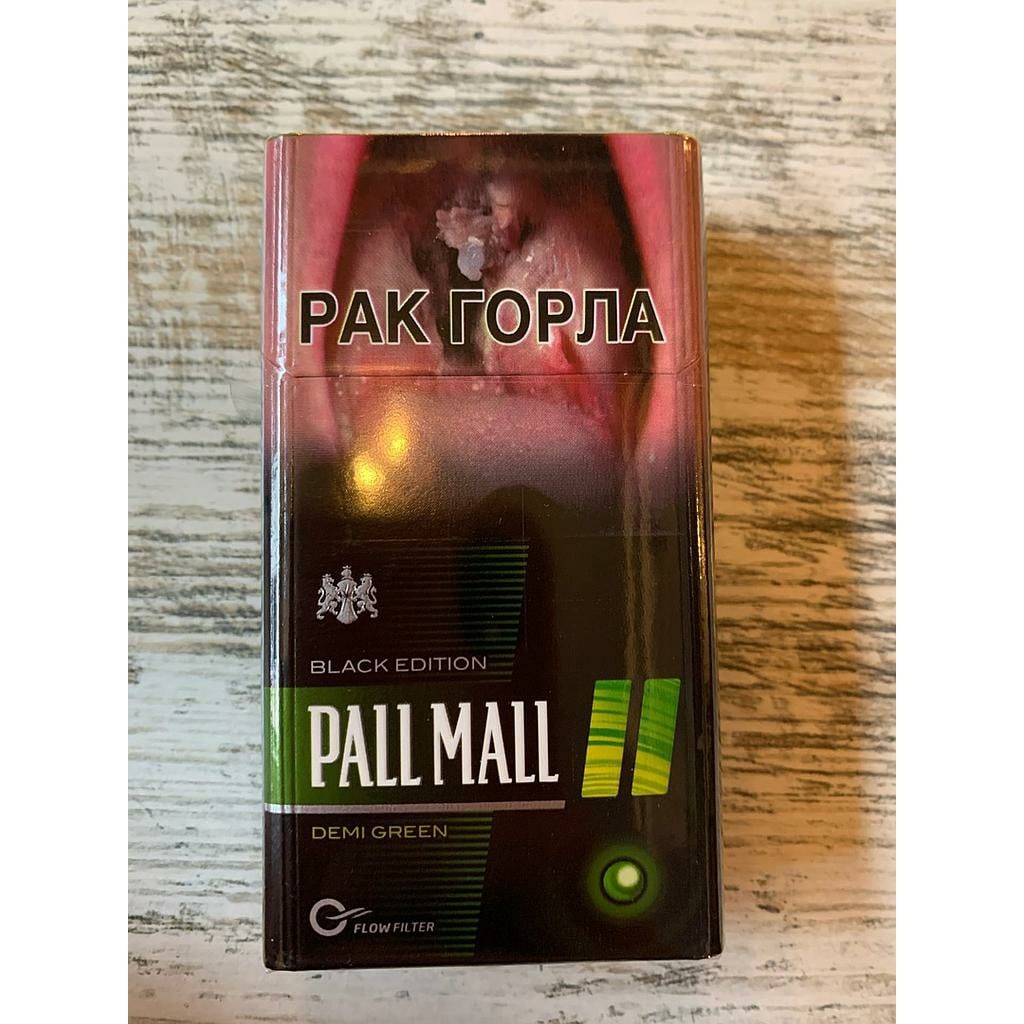 РАК ГОРЛА
BLACK EDITION
PALL MALL
DEMI GREEN
FLOW FILTER